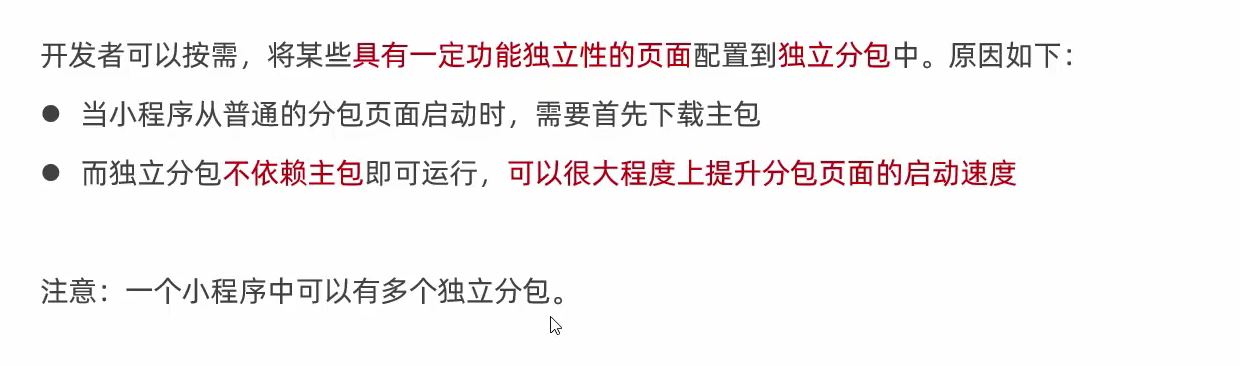 开发者可以按需，将某些具有一定功能独立性的页面配置到独立分包中。原因如下：
● 当小程序从普通的分包页面启动时，需要首先下载主包
● 而独立分包不依赖主包即可运行，可以很大程度上提升分包页面的启动速度
注意：一个小程序中可以有多个独立分包。